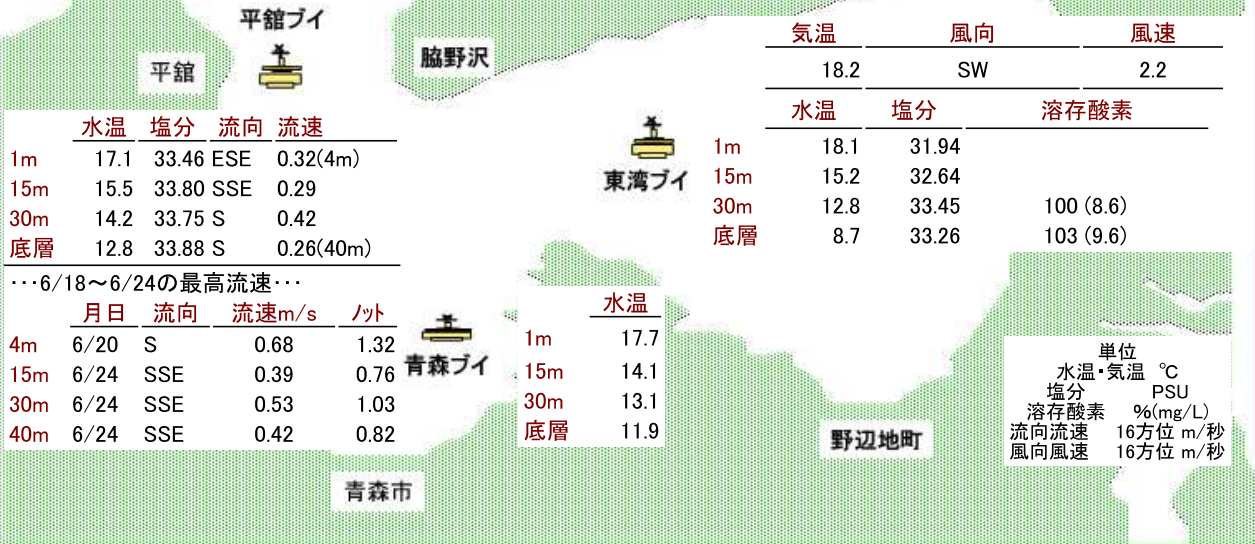 平舘ブイ
平舘
脇野沢
水温 塩分 流向 流速
1m 17.1 33.46 ESE 0.32(4m)
15m 15.5 33.80 SSE 0.29
30m 14.2 33.75 S 0.42
底層 12.8 33.88 S 0.26(40m)
･･･6/18～6/24の最高流速･･･
月日 流向 流速m/s ノット
4m 6/20 S 0.68 1.32
15m 6/24 SSE 0.39 0.76
30m 6/24 SSE 0.53 1.03
40m 6/24 SSE 0.42 0.82
気温 風向 風速
18.2 SW 2.2
東湾ブイ
水温 塩分 溶存酸素
1m 18.1 31.94
15m 15.2 32.64
30m 12.8 33.45 100 (8.6)
底層 8.7 33.26 103 (9.6)
青森ブイ
水温
1m 17.7
15m 14.1
30m 13.1
底層 11.9
青森市
野辺地町
単位
水温・気温 ℃
塩分 PSU
溶存酸素 %(mg/L)
流向流速 16方位 m/秒
風向風速 16方位 m/秒